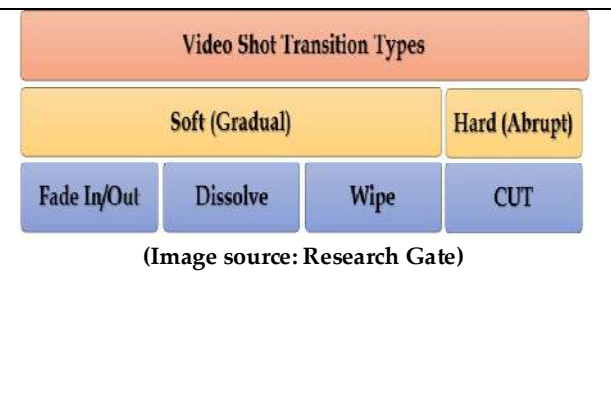 Video Shot Transition Types
Soft (Gradual) Hard (Abrupt)
Fade In/Out Dissolve Wipe CUT
(Image source: Research Gate)